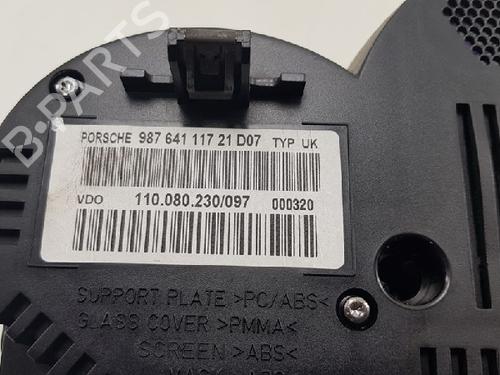 B-PARTS
PORSCHE 987 641 117 21 D07 TYP UK
VDO 110.080.230/097 000320
SUPPORT PLATE >PC/ABS<
GLASS COVER >PMMA<
SCREEN >ABS<